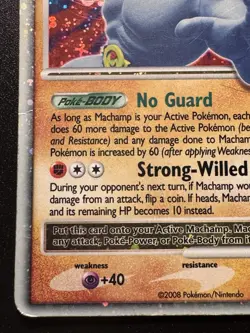 Poké-BODY No Guard
As long as Machamp is your Active Pokémon, each
does 60 more damage to the Active Pokémon (be
and Resistance) and any damage done to Machamp
Pokémon is increased by 60 (after applying Weakness
Strong-Willed
During your opponent's next turn, if Machamp wou
damage from an attack, flip a coin. If heads, Macham
and its remaining HP becomes 10 instead.
Put this card onto your Active Machamp. Mach
any attack, Poké-Power, or Poké-Body from
weakness resistance
+40
©2008 Pokémon/Nintendo